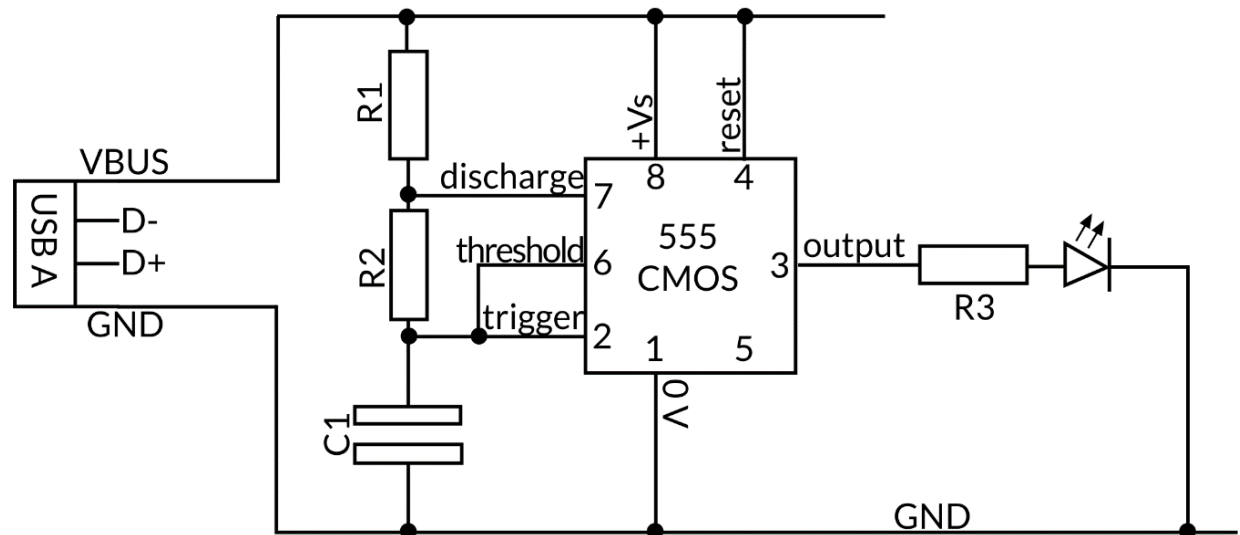 VBUS
USB A
D-
D+
GND
R1
R2
C1
discharge
threshold
trigger
+Vs
reset
8
4
7
6
2
555
CMOS
3
1
5
0 V
output
R3
GND